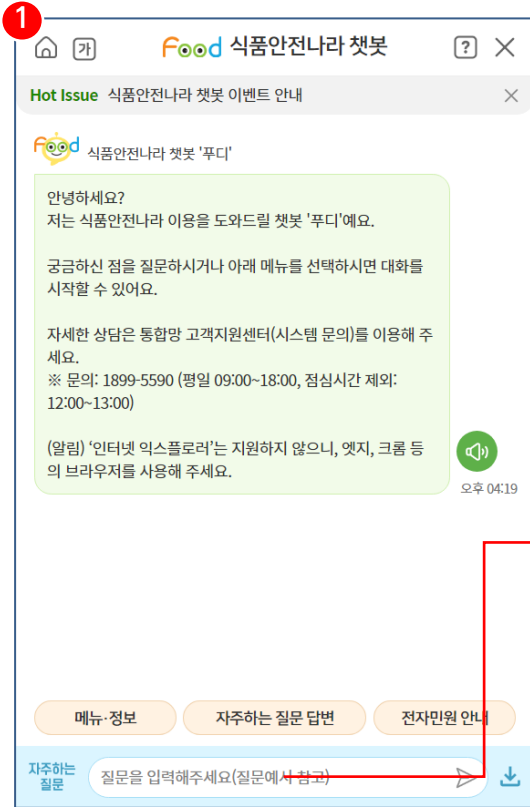 1
가
Food 식품안전나라 챗봇
?
Hot Issue 식품안전나라 챗봇 이벤트 안내
Food 식품안전나라 챗봇 '푸디'
안녕하세요?
저는 식품안전나라 이용을 도와드릴 챗봇 '푸디'예요.
궁금하신 점을 질문하시거나 아래 메뉴를 선택하시면 대화를
시작할 수 있어요.
자세한 상담은 통합망 고객지원센터(시스템 문의)를 이용해 주
세요.
※ 문의: 1899-5590 (평일 09:00~18:00, 점심시간 제외:
12:00~13:00)
(알림) ‘인터넷 익스플로러’는 지원하지 않으니, 엣지, 크롬 등
의 브라우저를 사용해 주세요.
오후 04:19
메뉴·정보
자주하는 질문 답변
전자민원 안내
자주하는
질문
질문을 입력해주세요(질문예시 참고)